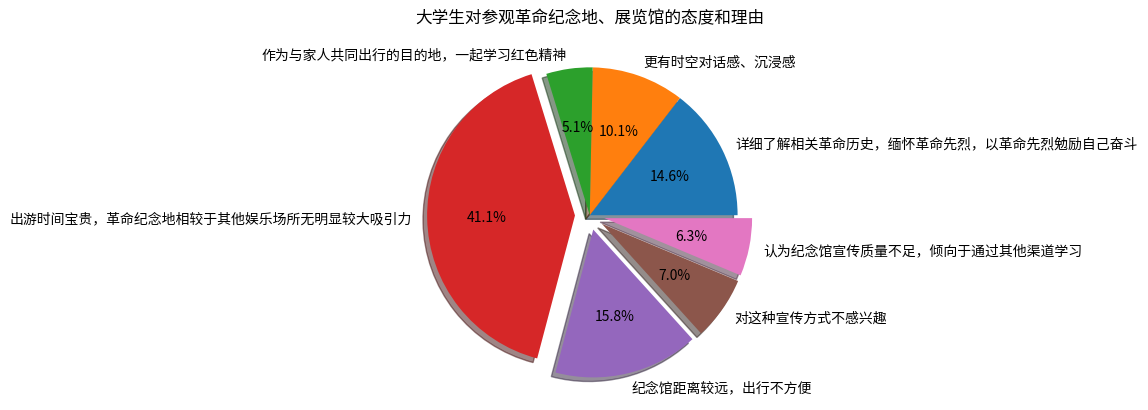 大学生对参观革命纪念地、展览馆的态度和理由
作为与家人共同出行的目的地，一起学习红色精神
更有时空对话感、沉浸感
5.1%
10.1%
详细了解相关革命历史，缅怀革命先烈，以革命先烈勉励自己奋斗
14.6%
出游时间宝贵，革命纪念地相较于其他娱乐场所无明显较大吸引力
41.1%
6.3%
认为纪念馆宣传质量不足，倾向于通过其他渠道学习
7.0%
15.8%
对这种宣传方式不感兴趣
纪念馆距离较远，出行不方便